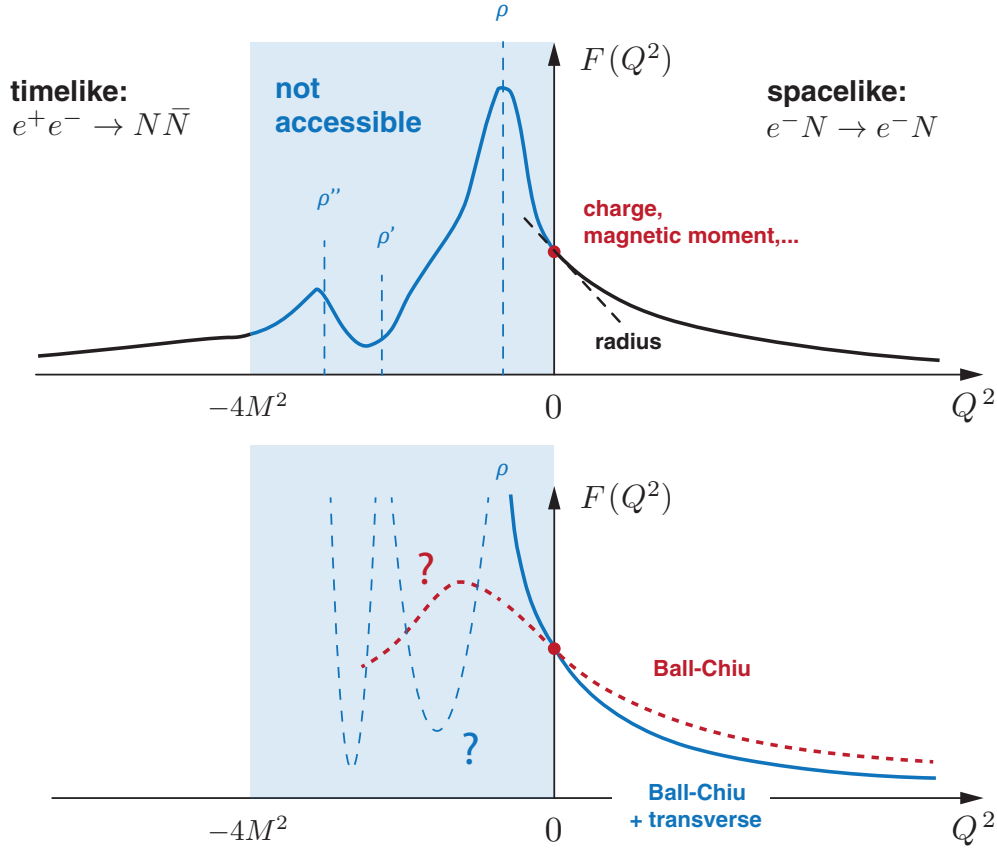 ρ
F(Q²)
timelike:
e⁺e⁻ → NN̅
not
accessible
spacelike:
e⁻N → e⁻N
ρ''
ρ'
charge,
magnetic moment,...
radius
−4M²
0
Q²
ρ
F(Q²)
?
Ball-Chiu
?
Ball-Chiu
+ transverse
−4M²
0
Q²